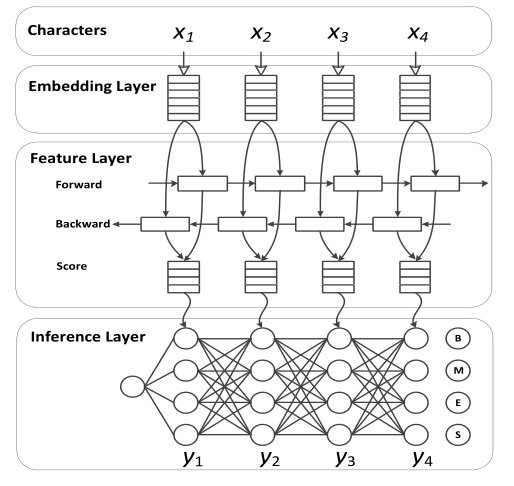 Characters x1 x2 x3 x4
Embedding Layer
Feature Layer
Forward
Backward
Score
Inference Layer
B
M
E
S
y1 y2 y3 y4